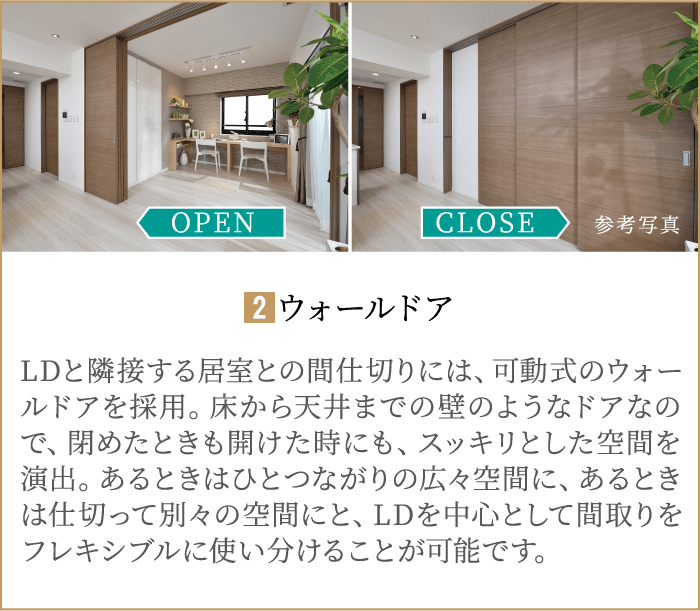 OPEN
CLOSE
参考写真
2 ウォールドア
LDと隣接する居室との間仕切りには、可動式のウォー
ルドアを採用。床から天井までの壁のようなドアなの
で、閉めたときも開けた時にも、スッキリとした空間を
演出。あるときはひとつながりの広々空間に、あるとき
は仕切って別々の空間にと、LDを中心として間取りを
フレキシブルに使い分けることが可能です。